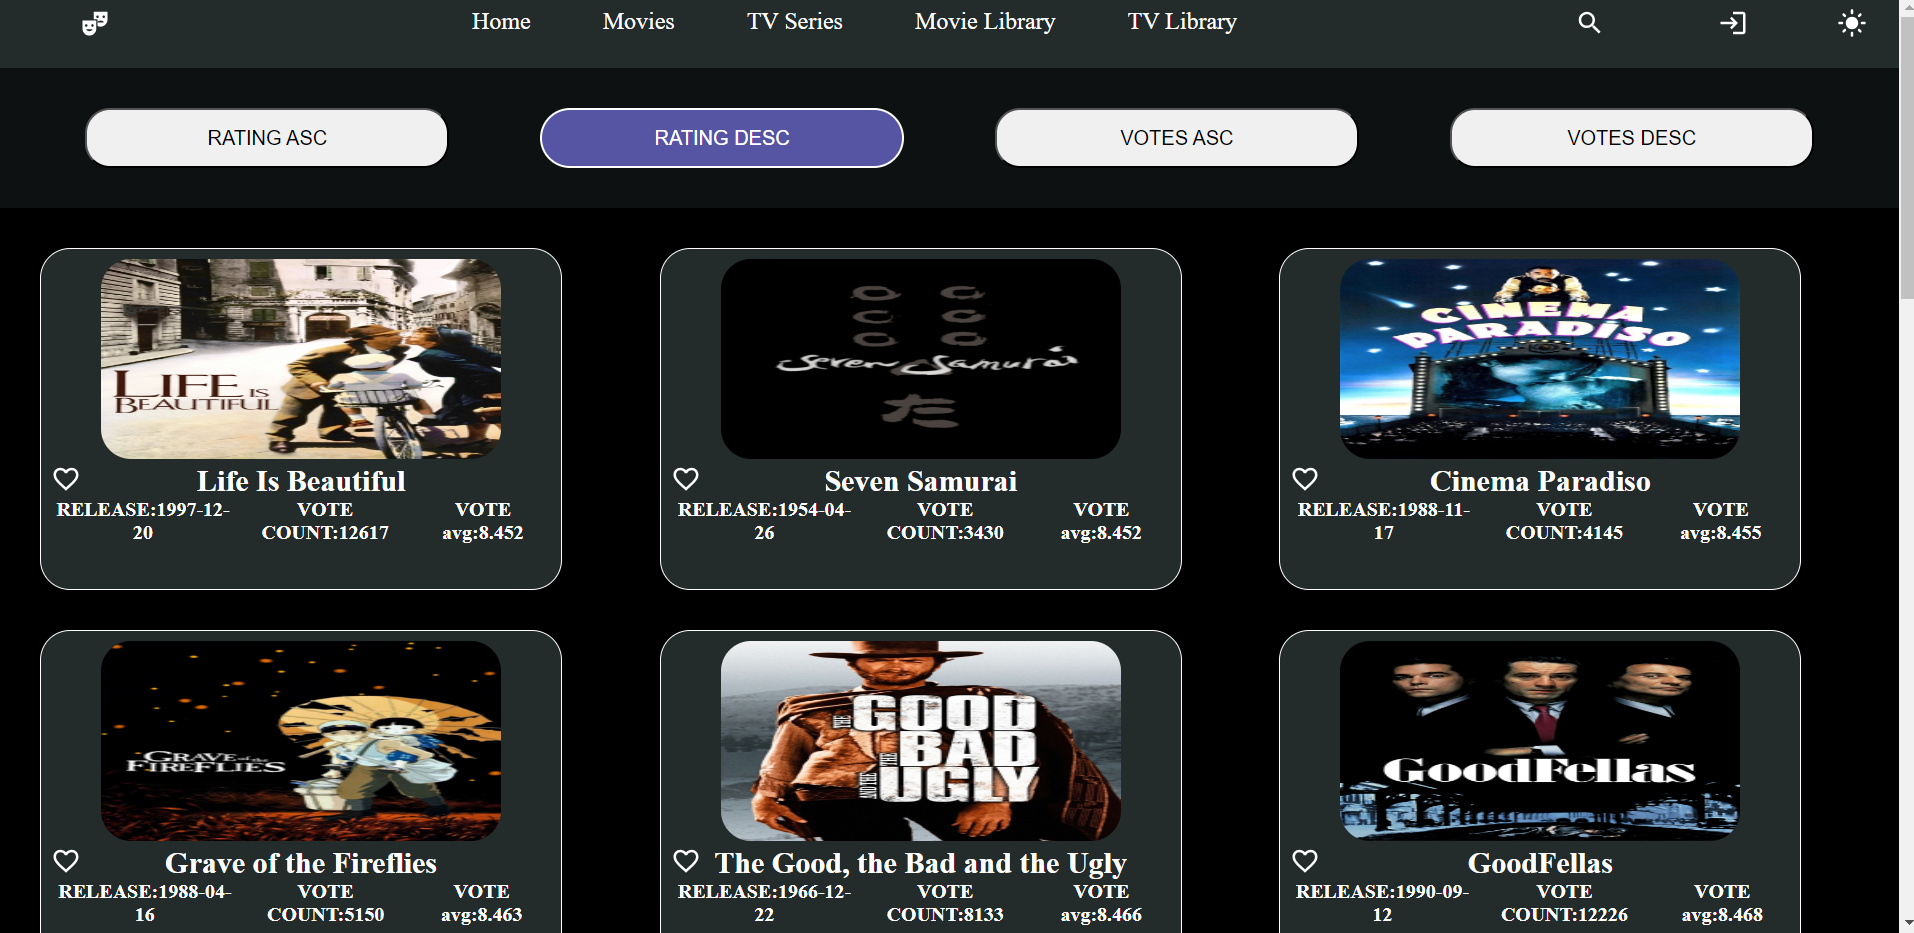 Home Movies TV Series Movie Library TV Library
RATING ASC RATING DESC VOTES ASC VOTES DESC
LIFE IS
BEAUTIFUL
Life Is Beautiful
RELEASE:1997-12-
20
VOTE
COUNT:12617
VOTE
avg:8.452
Seven Samurai
た
Seven Samurai
RELEASE:1954-04-
26
VOTE
COUNT:3430
VOTE
avg:8.452
CINEMA
PARADISO
Cinema Paradiso
RELEASE:1988-11-
17
VOTE
COUNT:4145
VOTE
avg:8.455
GRAVE of the
FIREFLIES
Grave of the Fireflies
RELEASE:1988-04-
16
VOTE
COUNT:5150
VOTE
avg:8.463
THE GOOD
THE BAD
AND THE UGLY
The Good, the Bad and the Ugly
RELEASE:1966-12-
22
VOTE
COUNT:8133
VOTE
avg:8.466
GoodFellas
GoodFellas
RELEASE:1990-09-
12
VOTE
COUNT:12226
VOTE
avg:8.468